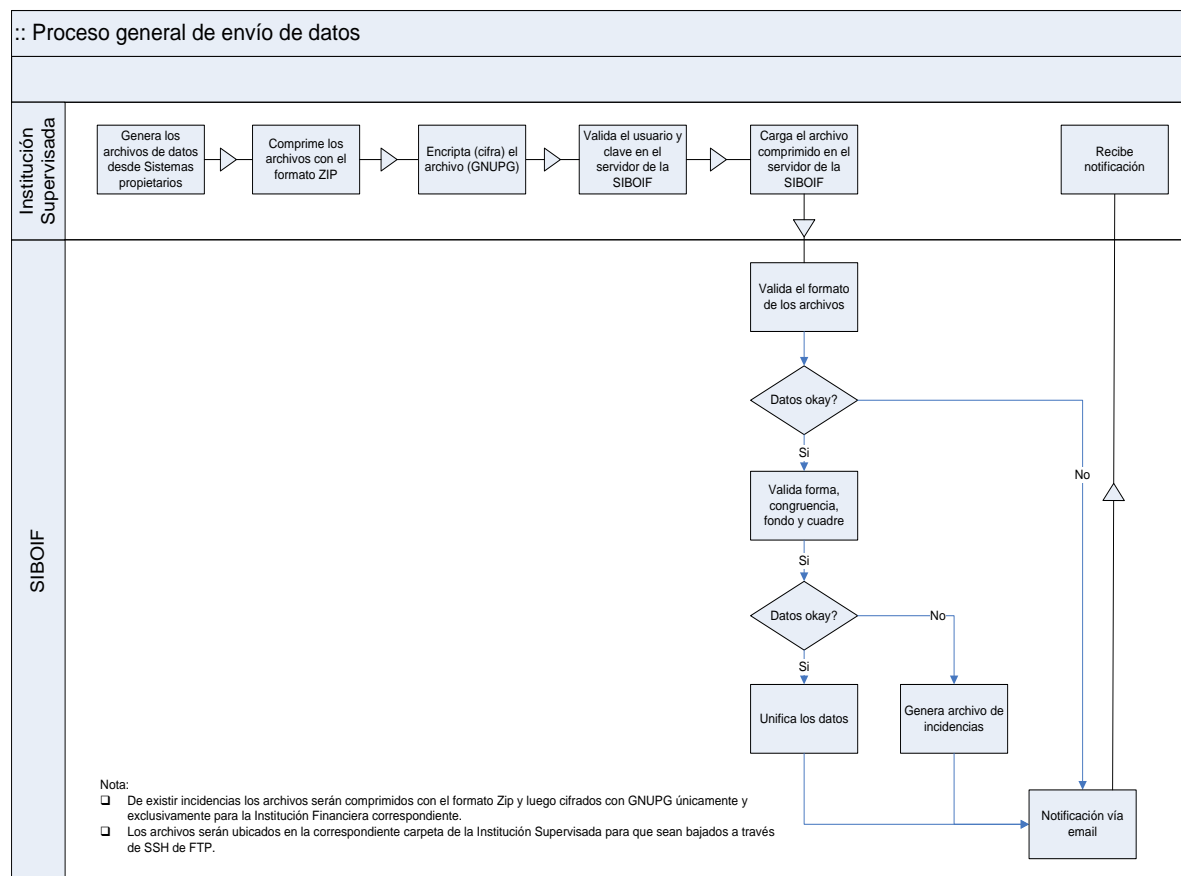 :: Proceso general de envío de datos
Institución
Supervisada
Genera los
archivos de datos
desde Sistemas
propietarios
Comprime los
archivos con el
formato ZIP
Encripta (cifra) el
archivo (GNUPG)
Valida el usuario y
clave en el
servidor de la
SIBOIF
Carga el archivo
comprimido en el
servidor de la
SIBOIF
Recibe
notificación
SIBOIF
Valida el formato
de los archivos
Datos okay?
Si
No
Valida forma,
congruencia,
fondo y cuadre
Si
Datos okay?
No
Si
Unifica los datos
Genera archivo de
incidencias
Notificación vía
email
Nota:
❑ De existir incidencias los archivos serán comprimidos con el formato Zip y luego cifrados con GNUPG únicamente y
exclusivamente para la Institución Financiera correspondiente.
❑ Los archivos serán ubicados en la correspondiente carpeta de la Institución Supervisada para que sean bajados a través
de SSH de FTP.